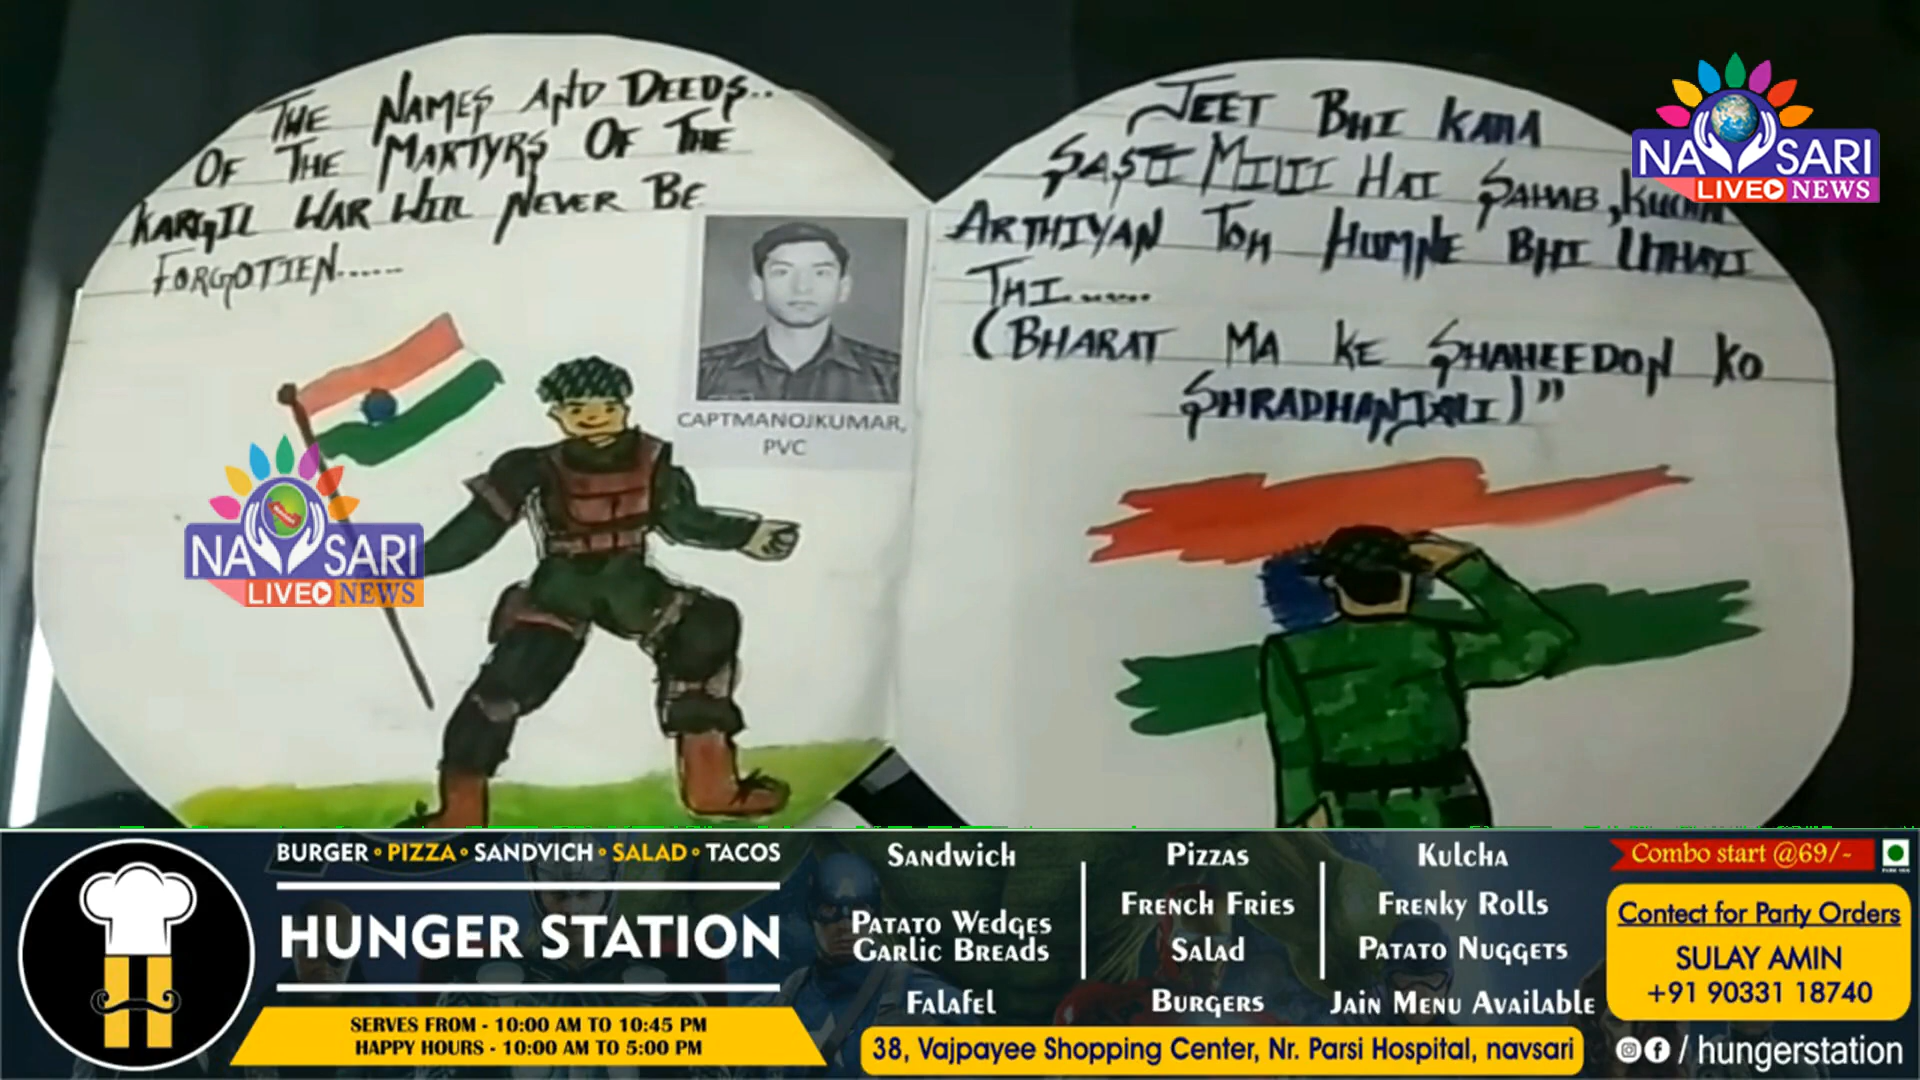 THE NAMES AND DEEDS..
OF THE MARTYRS OF THE
KARGIL WAR WILL NEVER BE
FORGOTTEN......
CAPTMANOJKUMAR,
PVC
JEET BHI KAHA
SASTI MILII HAI SAHAB, KUCHH
ARTHIYAN TOH HUMNE BHI UTHAYI
THI......
(BHARAT MA KE SHAHEEDON KO
SHRADHANJALI)”
NAVSARI
LIVE NEWS
NAVSARI
LIVE NEWS
BURGER • PIZZA • SANDVICH • SALAD • TACOS
HUNGER STATION
SERVES FROM - 10:00 AM TO 10:45 PM
HAPPY HOURS - 10:00 AM TO 5:00 PM
SANDWICH
PATATO WEDGES
GARLIC BREADS
FALAFEL
PIZZAS
FRENCH FRIES
SALAD
BURGERS
KULCHA
FRENKY ROLLS
PATATO NUGGETS
JAIN MENU AVAILABLE
38, Vajpayee Shopping Center, Nr. Parsi Hospital, navsari
Combo start @69/-
Contect for Party Orders
SULAY AMIN
+91 90331 18740
/ hungerstation